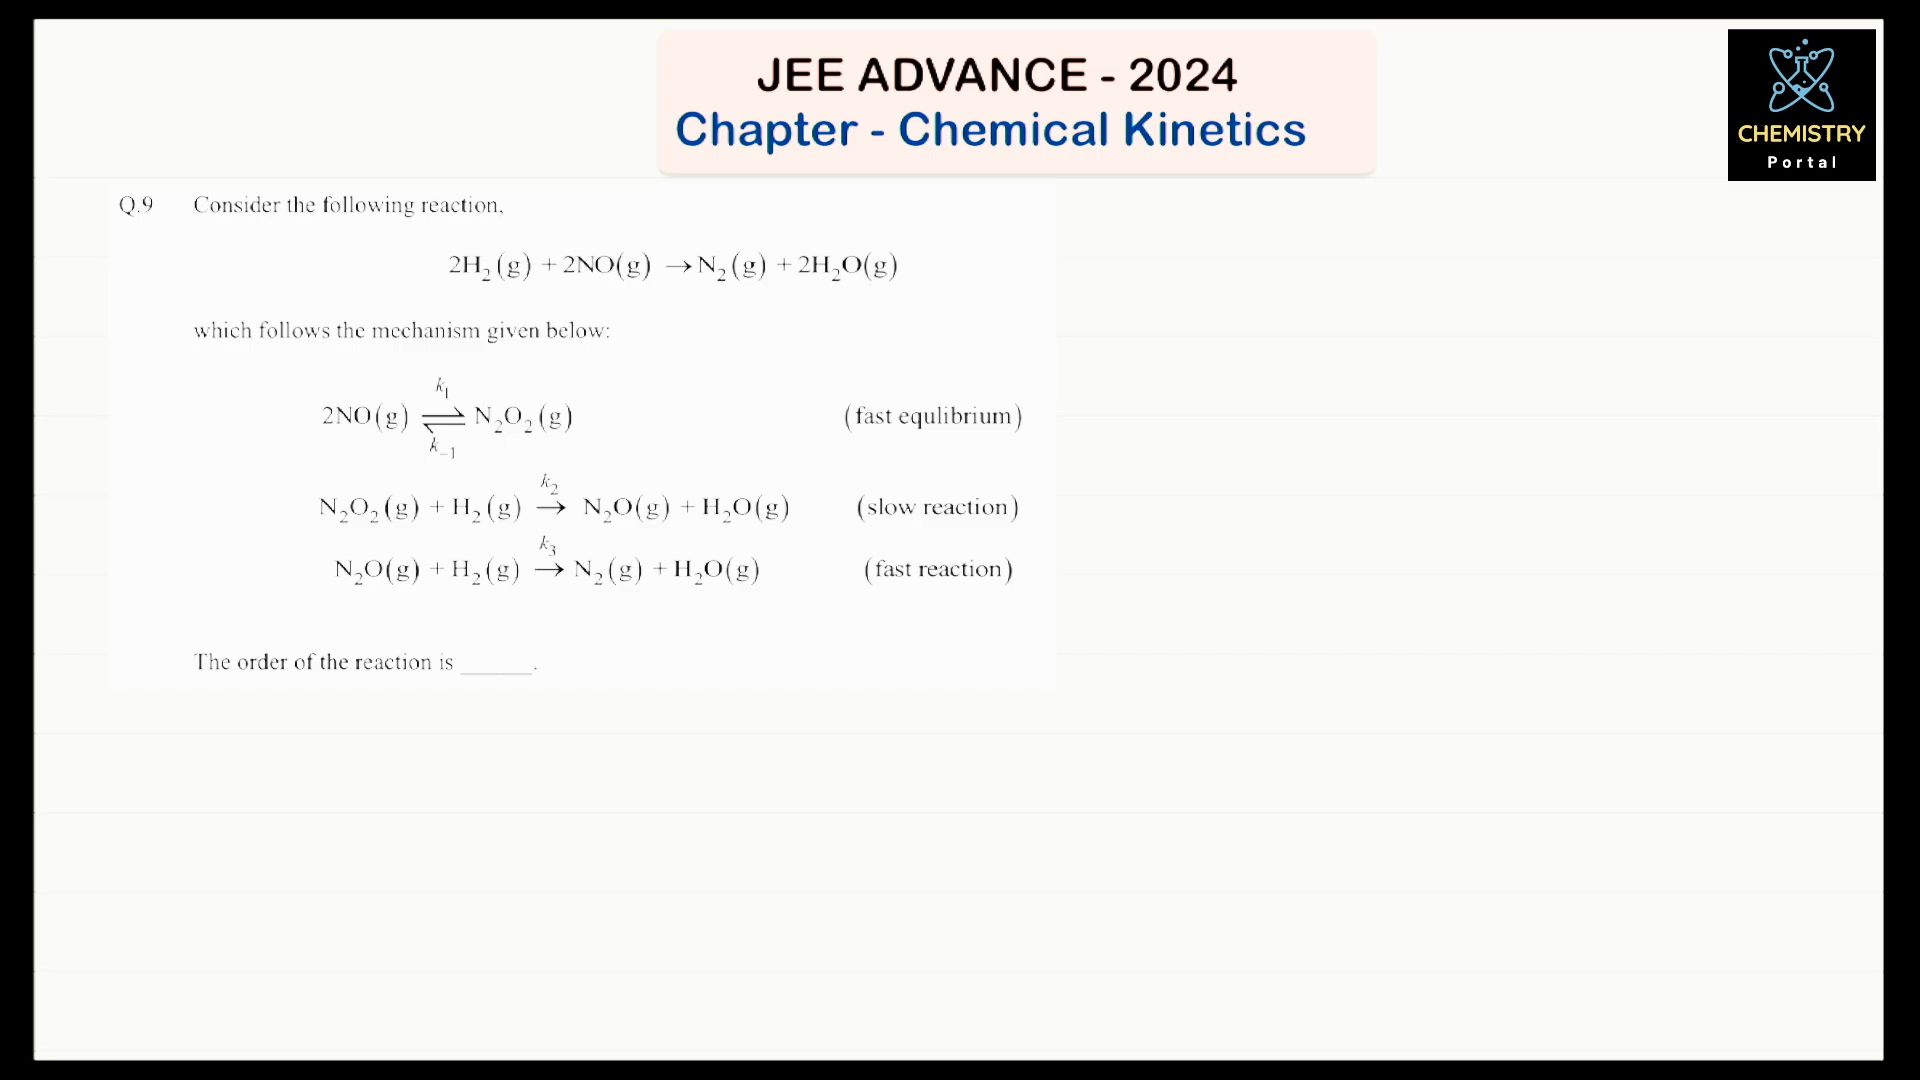 JEE ADVANCE - 2024
Chapter - Chemical Kinetics
CHEMISTRY
Portal
Q.9 Consider the following reaction,
2H₂(g) + 2NO(g) → N₂(g) + 2H₂O(g)
which follows the mechanism given below:
k₁
2NO(g) ⇌ N₂O₂(g) (fast equlibrium)
k₋₁
k₂
N₂O₂(g) + H₂(g) → N₂O(g) + H₂O(g) (slow reaction)
k₃
N₂O(g) + H₂(g) → N₂(g) + H₂O(g) (fast reaction)
The order of the reaction is ______.